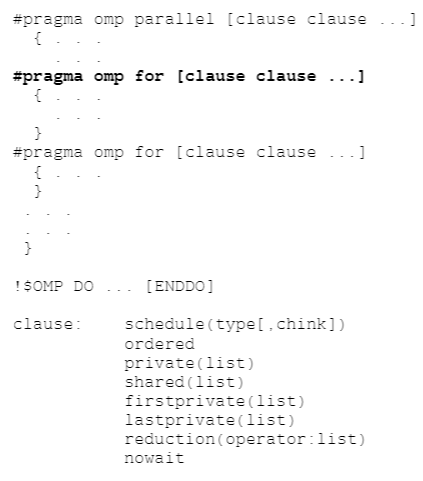 #pragma omp parallel [clause clause ...]
{ . . .
. . .
#pragma omp for [clause clause ...]
{ . . .
. . .
}
#pragma omp for [clause clause ...]
{ . . .
}
. . .
. . .
}
!$OMP DO ... [ENDDO]
clause: schedule(type[,chink])
ordered
private(list)
shared(list)
firstprivate(list)
lastprivate(list)
reduction(operator:list)
nowait